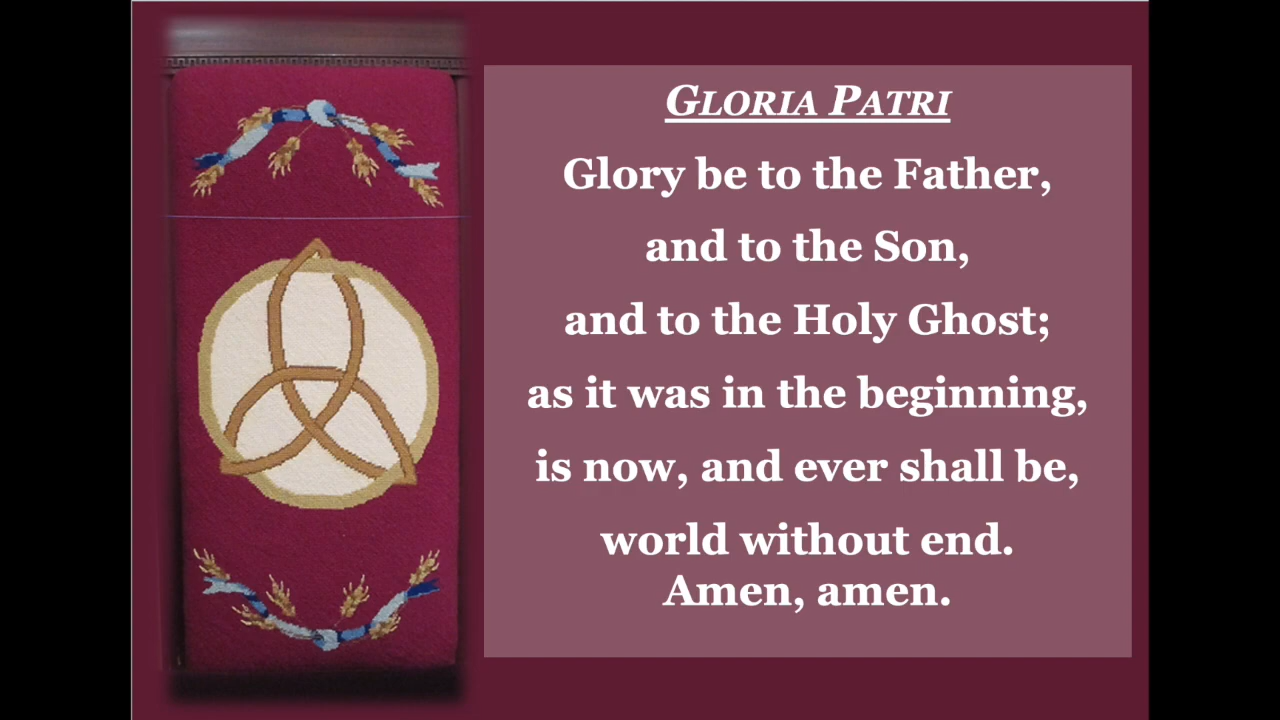 GLORIA PATRI
Glory be to the Father,
and to the Son,
and to the Holy Ghost;
as it was in the beginning,
is now, and ever shall be,
world without end.
Amen, amen.